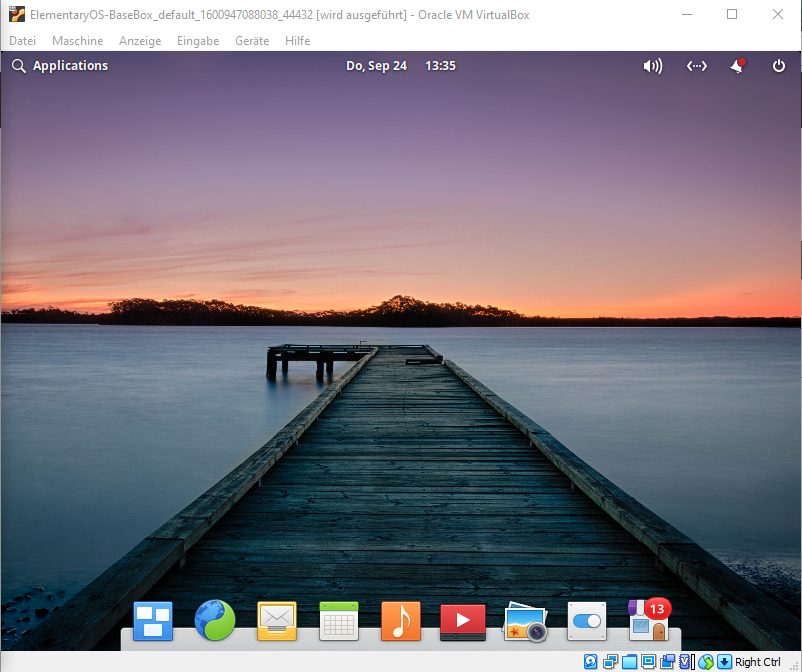 ElementaryOS-BaseBox_default_1600947088038_44432 [wird ausgeführt] - Oracle VM VirtualBox
Datei Maschine Anzeige Eingabe Geräte Hilfe
Applications Do, Sep 24 13:35
13
Right Ctrl